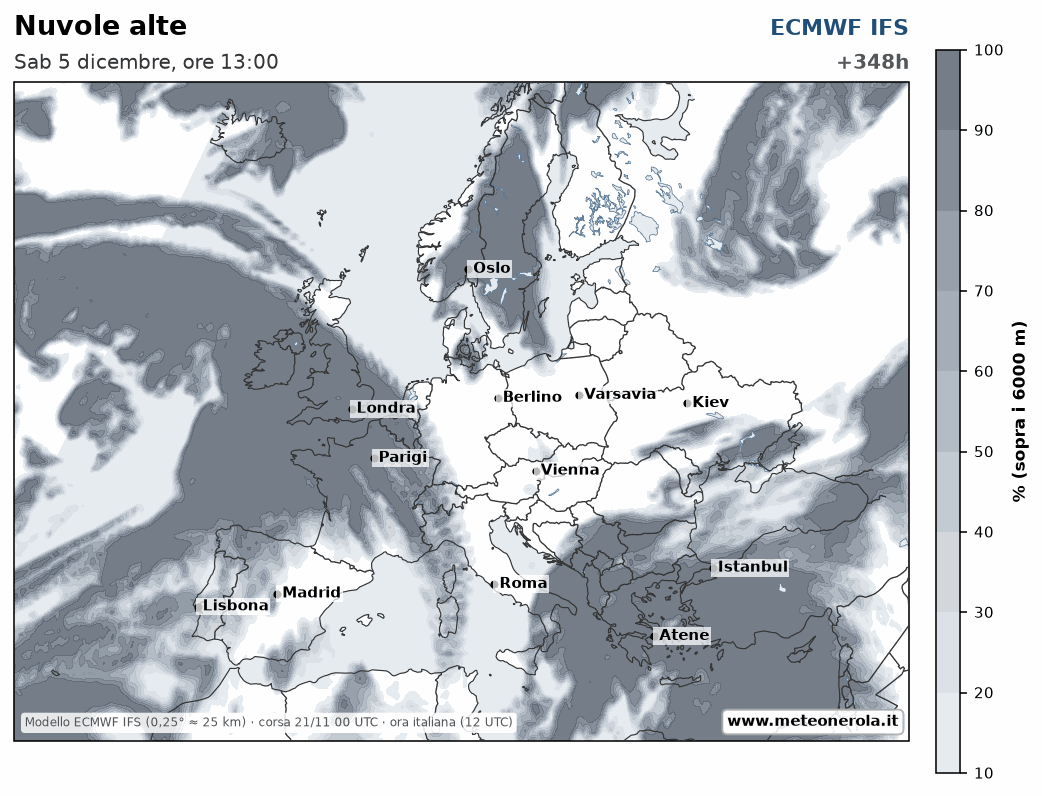 Nuvole alte
ECMWF IFS
Sab 5 dicembre, ore 13:00
+348h
100
90
80
70
60
50
40
30
20
10
% (sopra i 6000 m)
Oslo
Berlino
Varsavia
Kiev
Londra
Parigi
Vienna
Istanbul
Roma
Madrid
Lisbona
Atene
Modello ECMWF IFS (0,25° ≈ 25 km) · corsa 21/11 00 UTC · ora italiana (12 UTC)
www.meteonerola.it